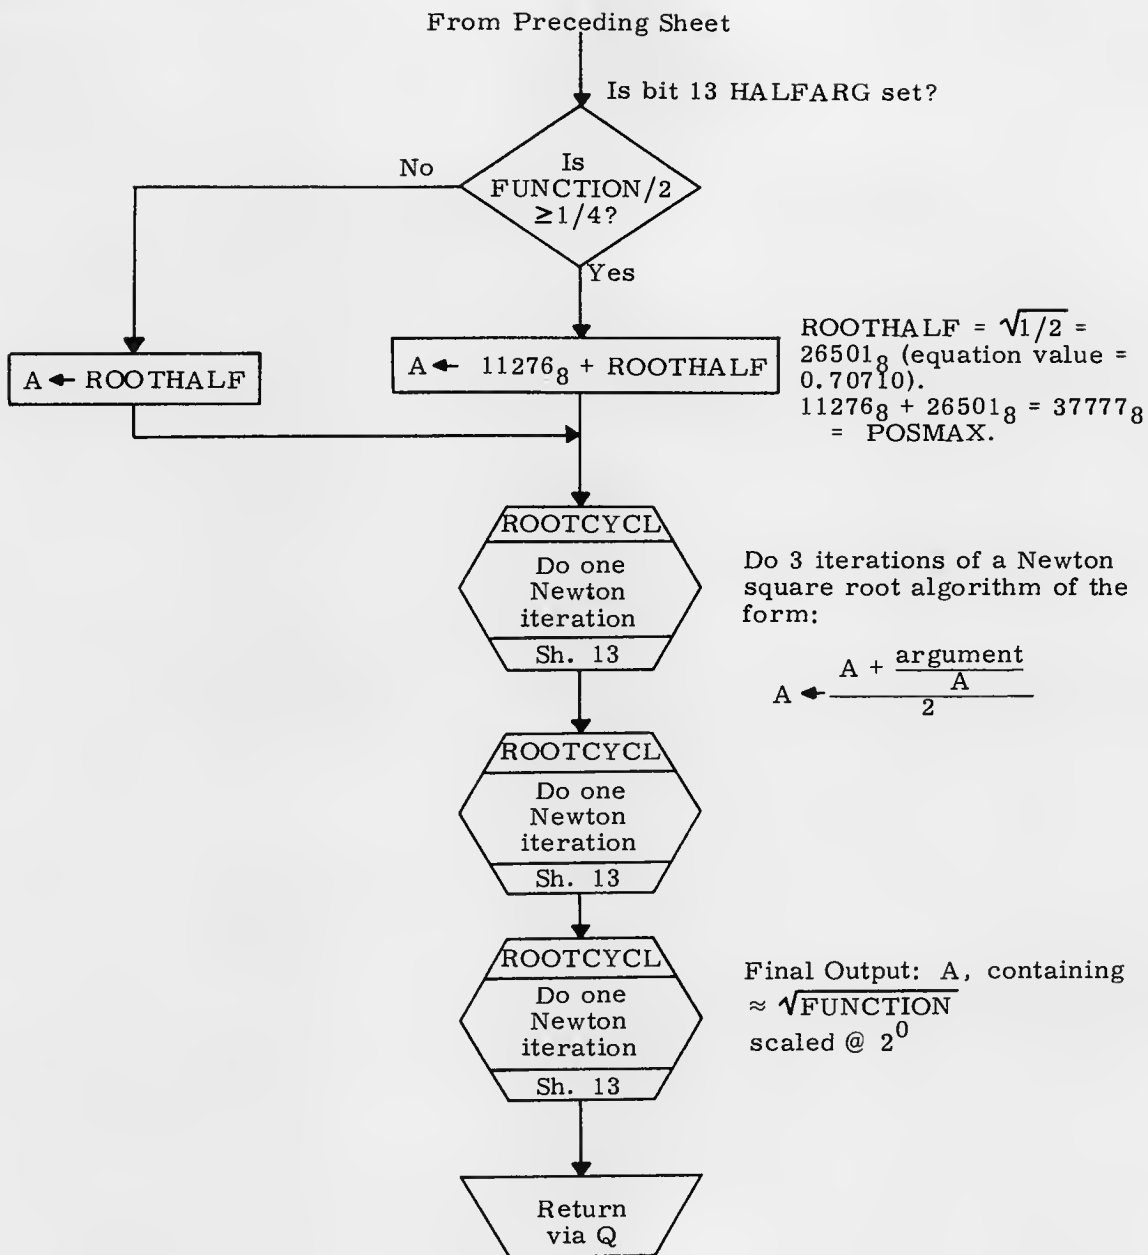 From Preceding Sheet
Is bit 13 HALFARG set?
Is
FUNCTION/2
≥1/4?
No
Yes
A ← ROOTHALF
A ← 11276₈ + ROOTHALF
ROOTHALF = √1/2 =
26501₈ (equation value =
0.70710).
11276₈ + 26501₈ = 37777₈
= POSMAX.
ROOTCYCL
Do one
Newton
iteration
Sh. 13
Do 3 iterations of a Newton
square root algorithm of the
form:
A + argument
A
A ←
2
ROOTCYCL
Do one
Newton
iteration
Sh. 13
ROOTCYCL
Do one
Newton
iteration
Sh. 13
Final Output: A, containing
≈ √FUNCTION
scaled @ 2⁰
Return
via Q